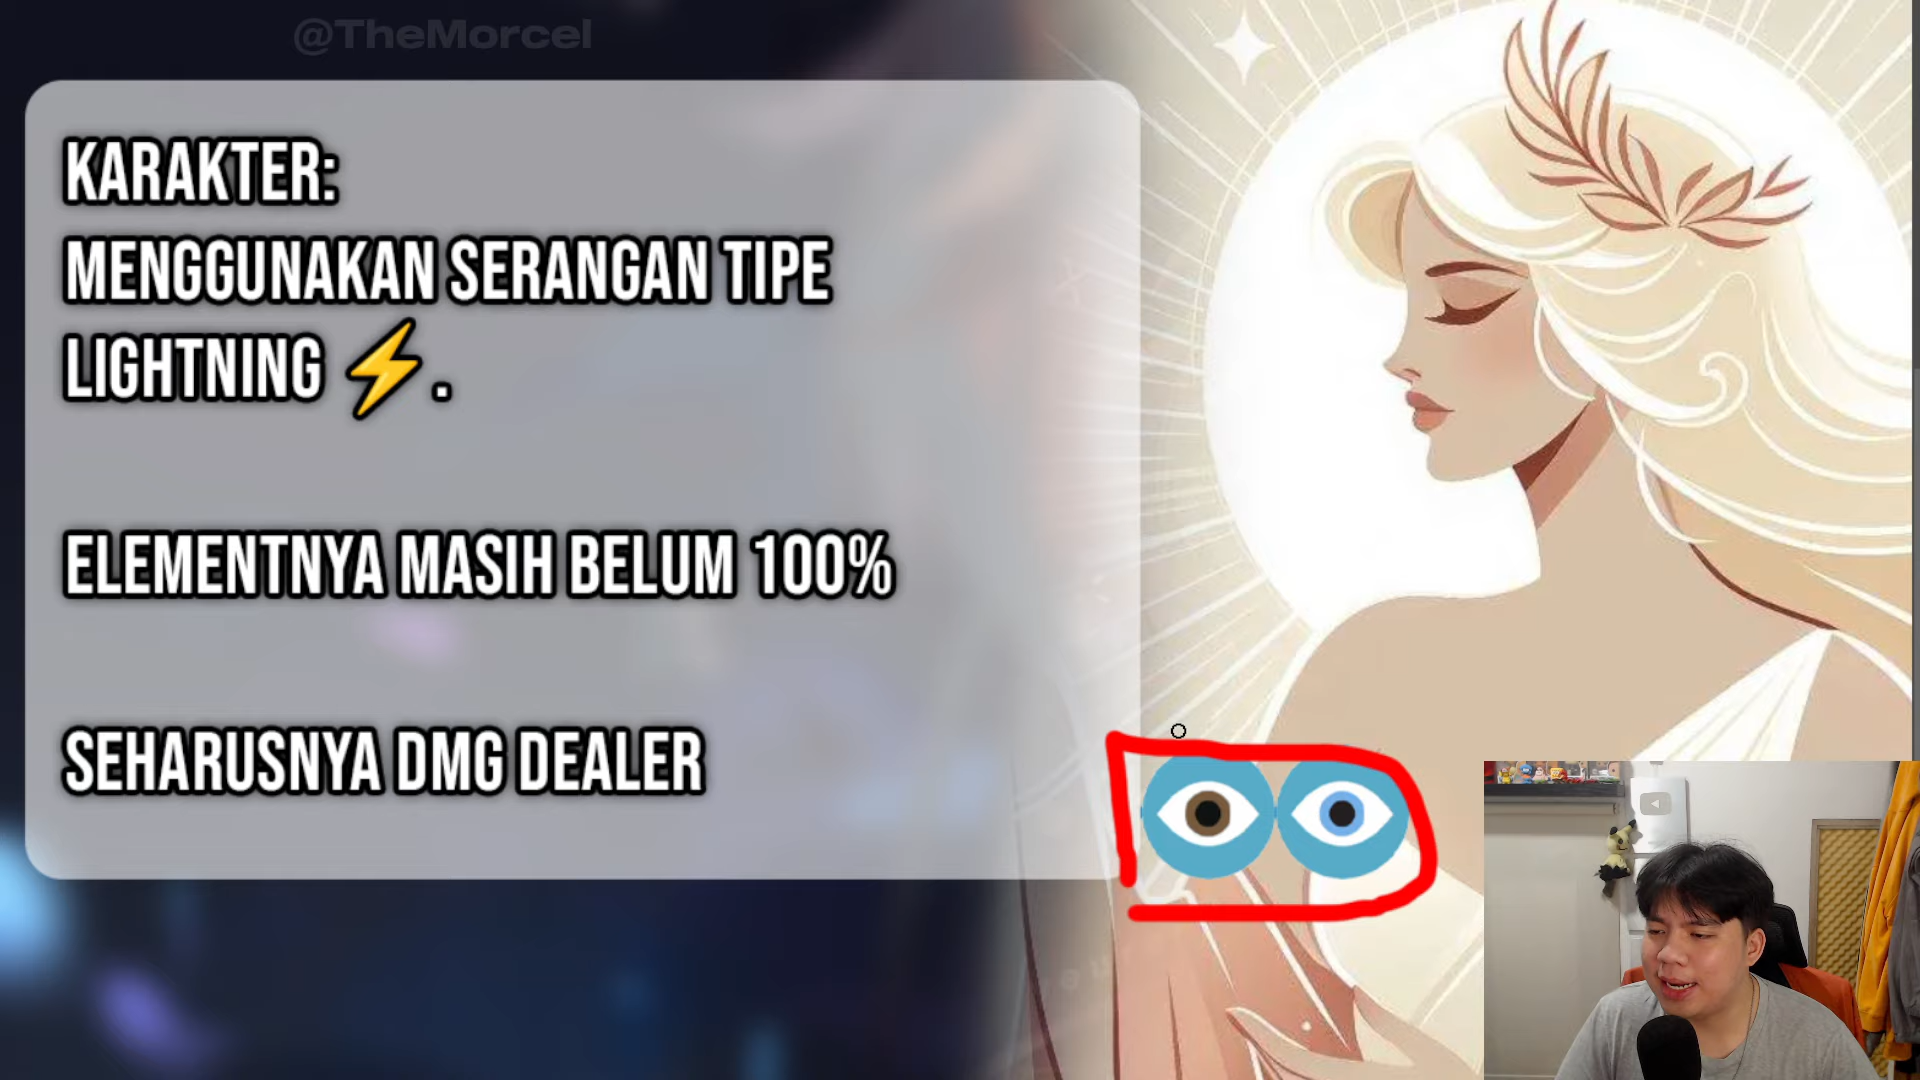 @TheMorcel
KARAKTER:
MENGGUNAKAN SERANGAN TIPE
LIGHTNING ⚡.
ELEMENTNYA MASIH BELUM 100%
SEHARUSNYA DMG DEALER